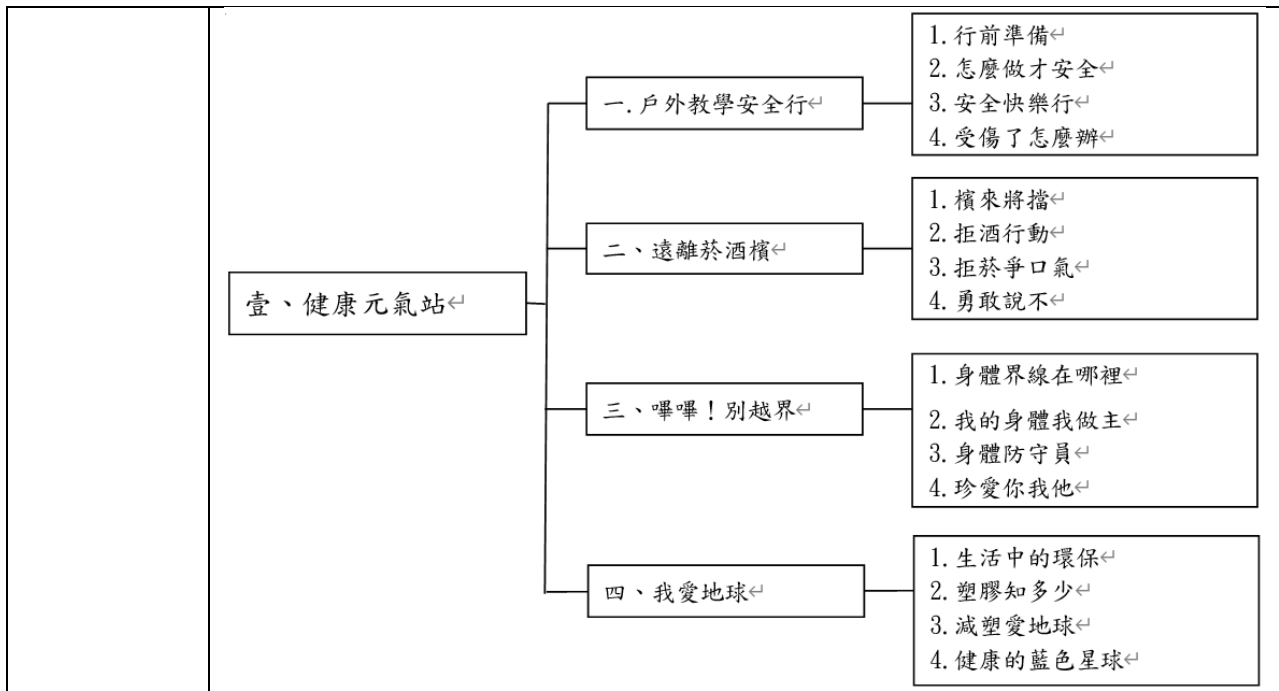 壹、健康元氣站
一.戶外教學安全行
1.行前準備
2.怎麼做才安全
3.安全快樂行
4.受傷了怎麼辦
二、遠離菸酒檳
1.檳來將擋
2.拒酒行動
3.拒菸爭口氣
4.勇敢說不
三、嗶嗶！別越界
1.身體界線在哪裡
2.我的身體我做主
3.身體防守員
4.珍愛你我他
四、我愛地球
1.生活中的環保
2.塑膠知多少
3.減塑愛地球
4.健康的藍色星球